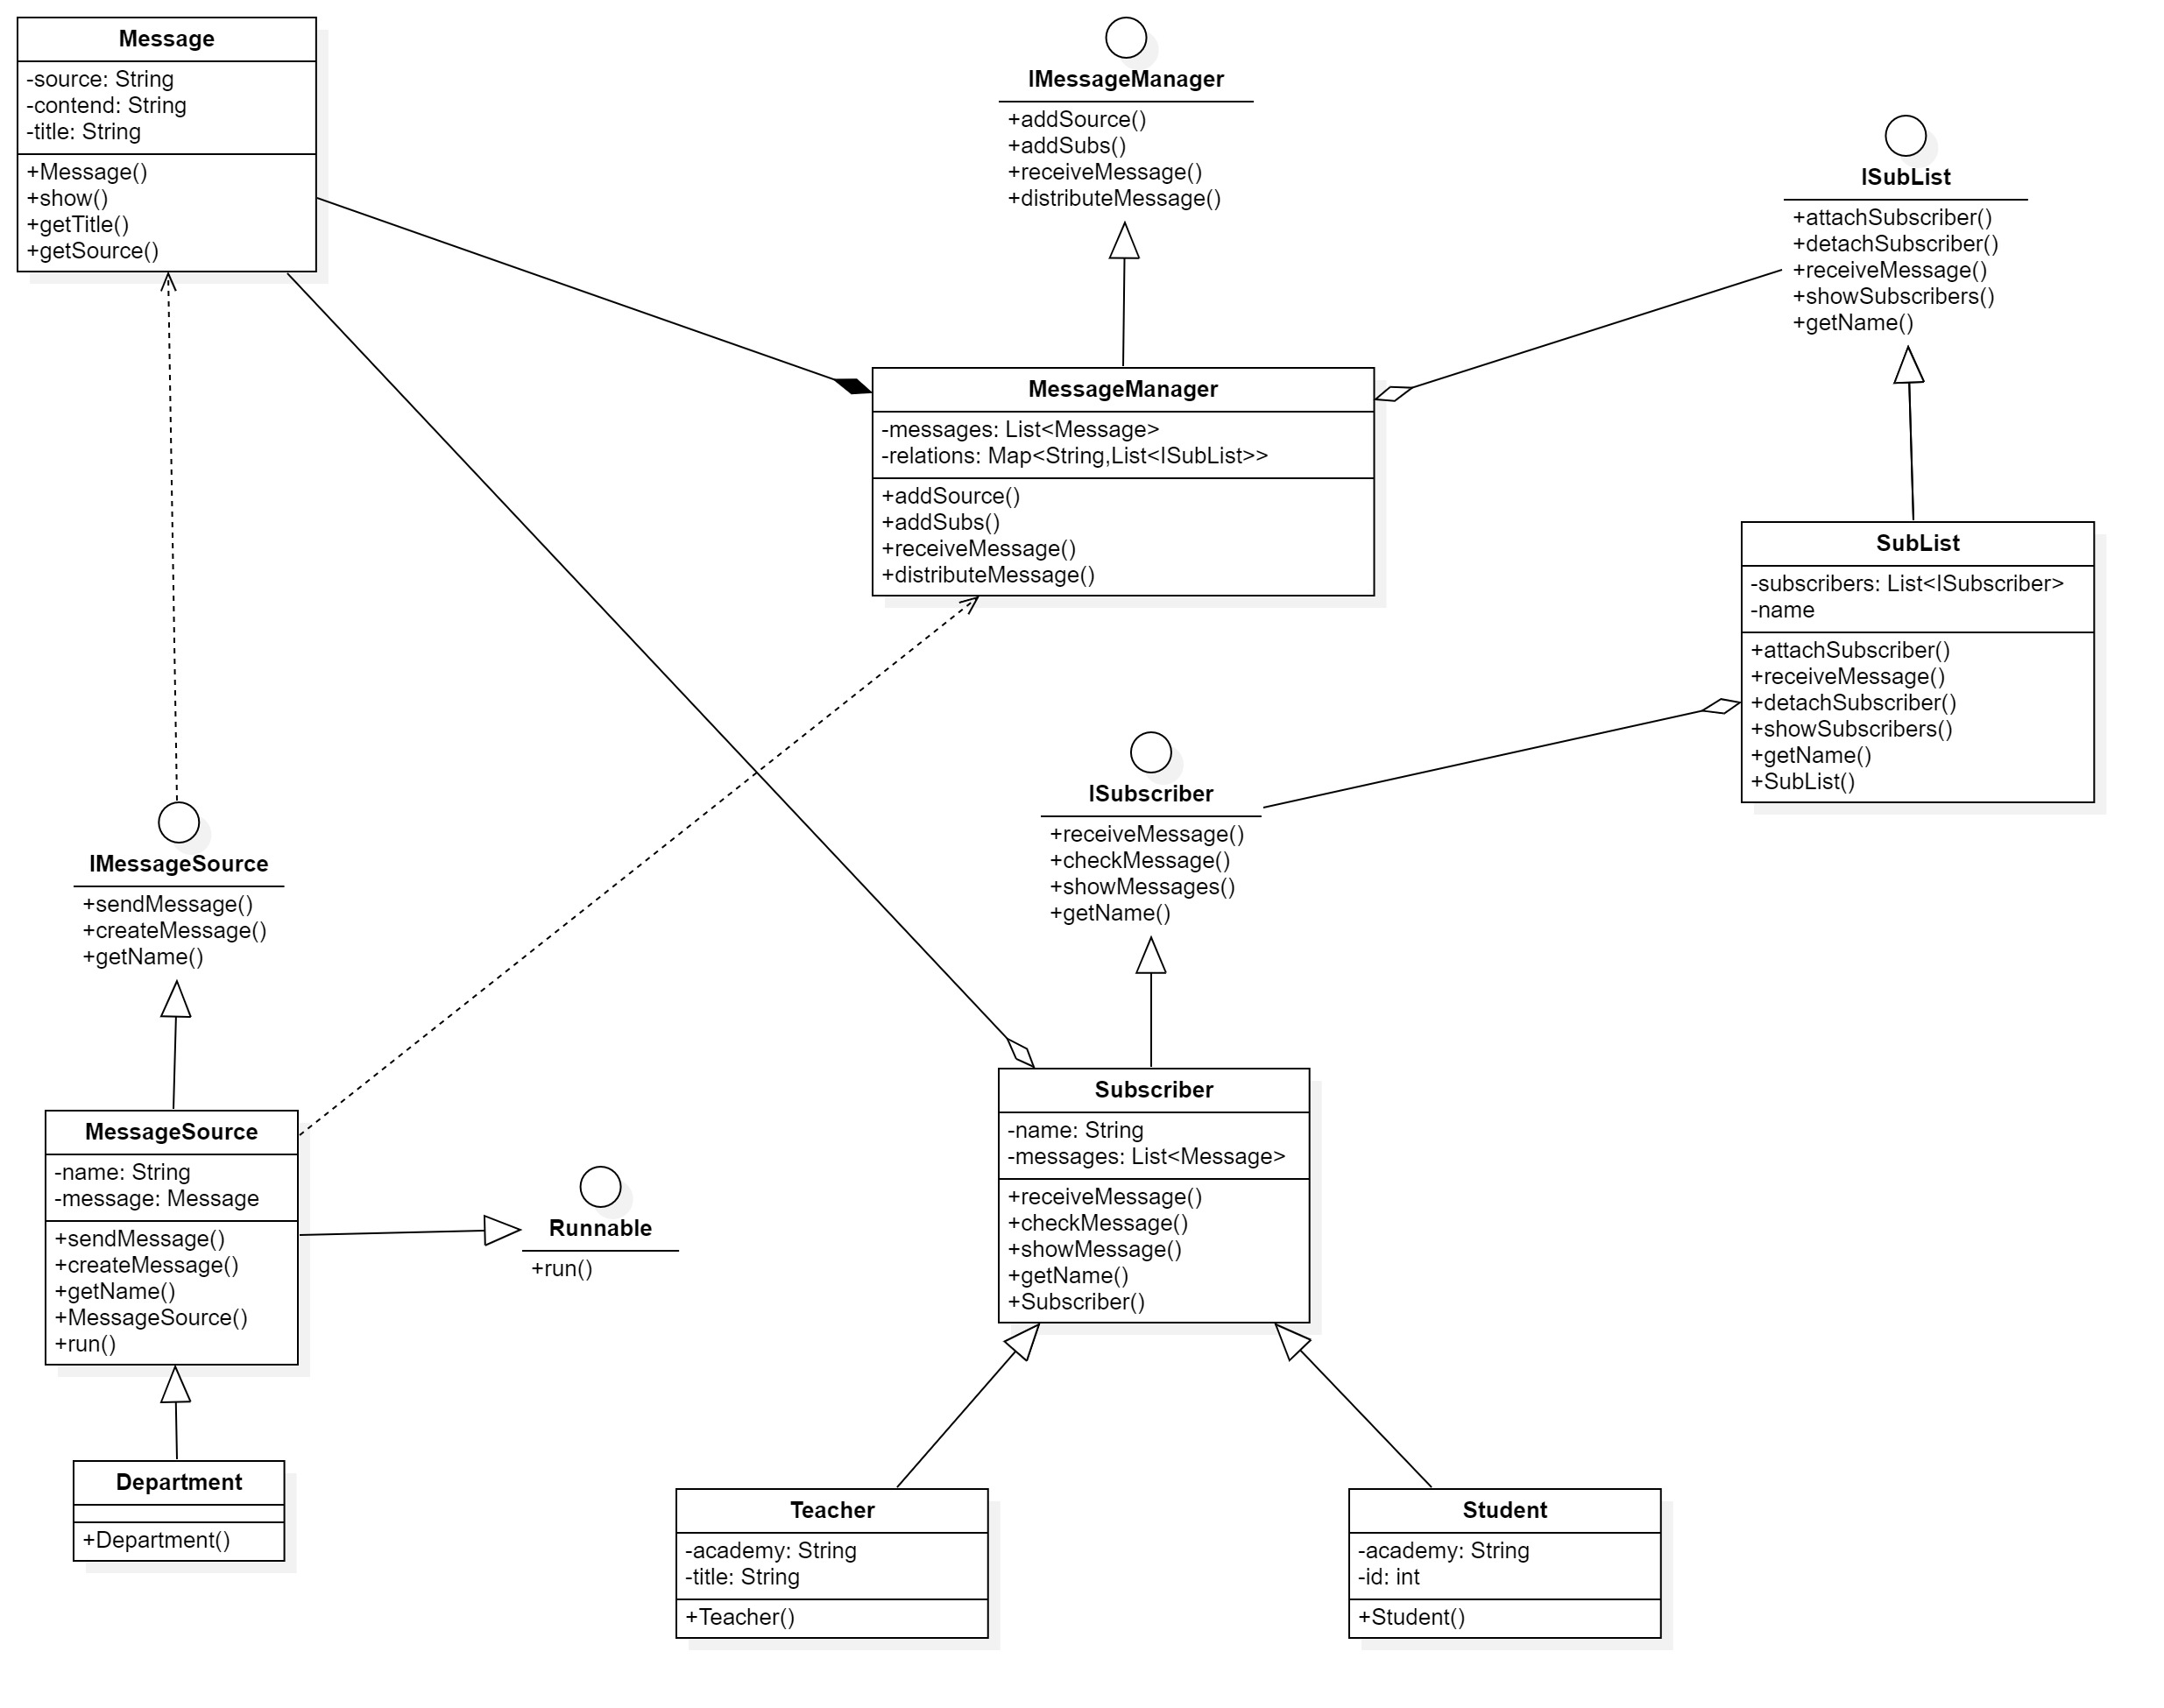 Message
-source: String
-contend: String
-title: String
+Message()
+show()
+getTitle()
+getSource()
IMessageManager
+addSource()
+addSubs()
+receiveMessage()
+distributeMessage()
ISubList
+attachSubscriber()
+detachSubscriber()
+receiveMessage()
+showSubscribers()
+getName()
MessageManager
-messages: List<Message>
-relations: Map<String,List<ISubList>>
+addSource()
+addSubs()
+receiveMessage()
+distributeMessage()
SubList
-subscribers: List<ISubscriber>
-name
+attachSubscriber()
+receiveMessage()
+detachSubscriber()
+showSubscribers()
+getName()
+SubList()
ISubscriber
+receiveMessage()
+checkMessage()
+showMessages()
+getName()
IMessageSource
+sendMessage()
+createMessage()
+getName()
MessageSource
-name: String
-message: Message
+sendMessage()
+createMessage()
+getName()
+MessageSource()
+run()
Runnable
+run()
Subscriber
-name: String
-messages: List<Message>
+receiveMessage()
+checkMessage()
+showMessage()
+getName()
+Subscriber()
Department
+Department()
Teacher
-academy: String
-title: String
+Teacher()
Student
-academy: String
-id: int
+Student()